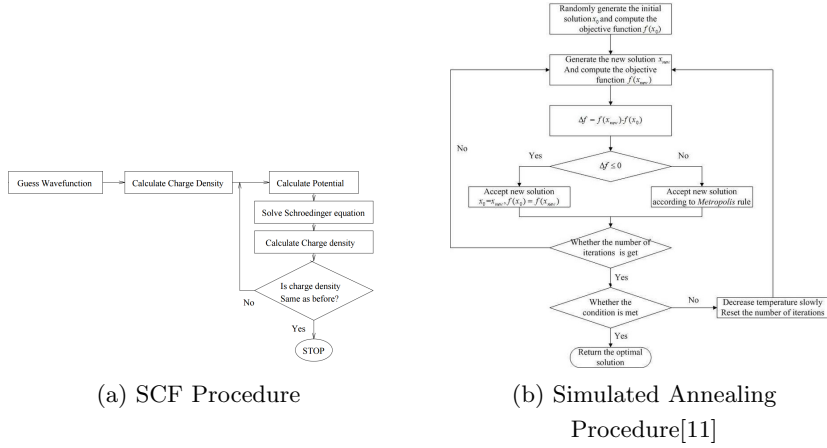 Guess Wavefunction
Calculate Charge Density
Calculate Potential
Solve Schroedinger equation
Calculate Charge density
Is charge density
Same as before?
No
Yes
STOP
(a) SCF Procedure
Randomly generate the initial
solution x₀ and compute the
objective function f(x₀)
Generate the new solution xₙₑw
And compute the objective
function f(xₙₑw)
Δf = f(xₙₑw)-f(x₀)
Δf ≤ 0
Yes
No
Accept new solution
x₀=xₙₑw, f(x₀) = f(xₙₑw)
Accept new solution
according to Metropolis rule
Whether the number of
iterations is get
No
Yes
Whether the
condition is met
No
Decrease temperature slowly
Reset the number of iterations
Yes
Return the optimal
solution
(b) Simulated Annealing
Procedure[11]